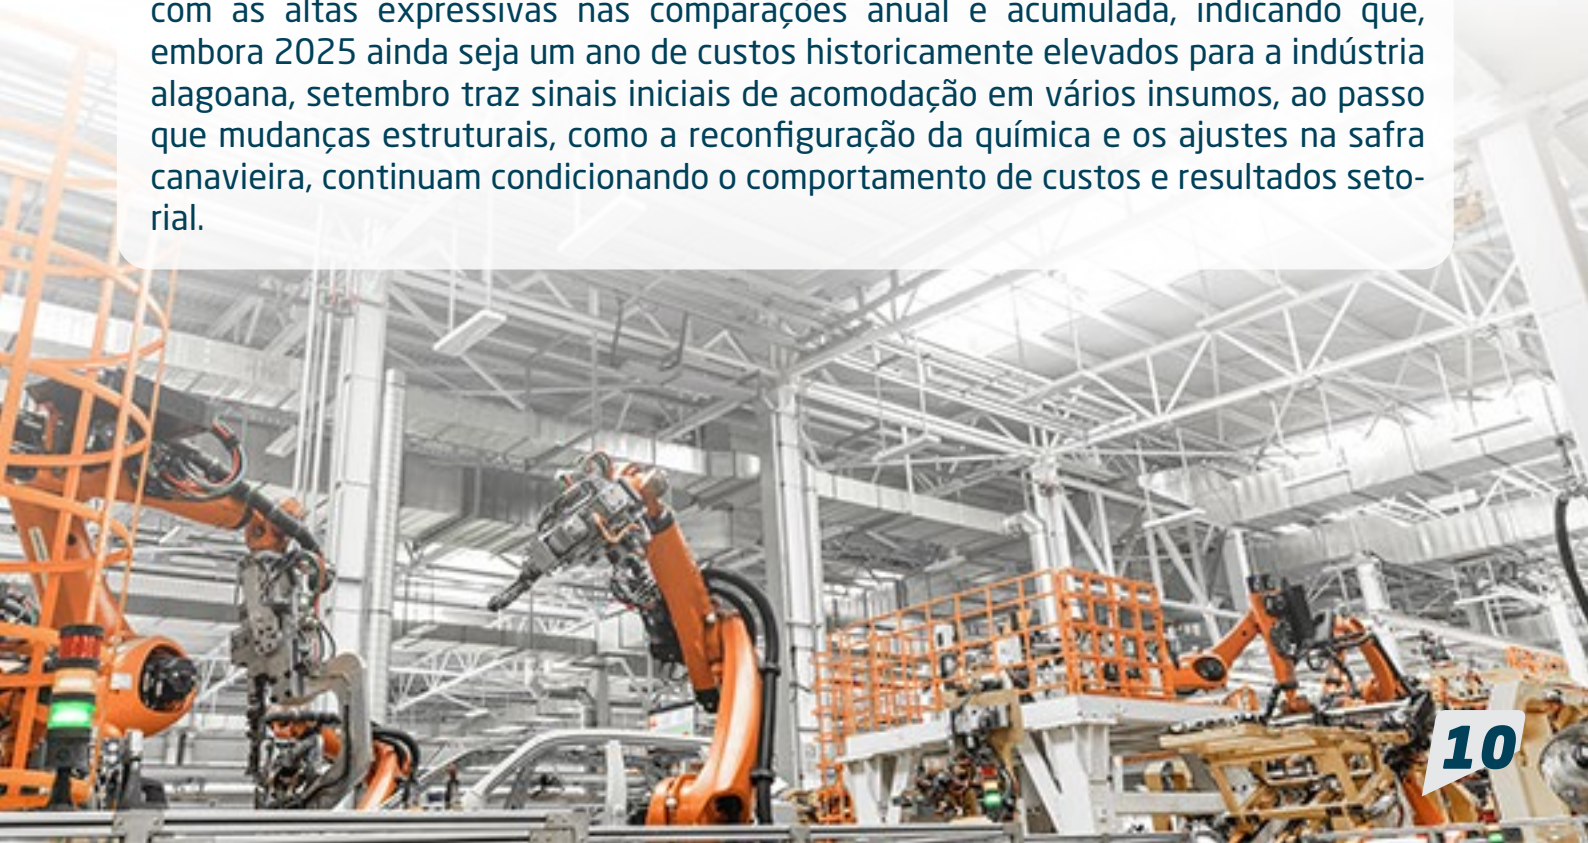 com as altas expressivas nas comparações anual e acumulada, indicando que,
embora 2025 ainda seja um ano de custos historicamente elevados para a indústria
alagoana, setembro traz sinais iniciais de acomodação em vários insumos, ao passo
que mudanças estruturais, como a reconfiguração da química e os ajustes na safra
canavieira, continuam condicionando o comportamento de custos e resultados seto-
rial.
10